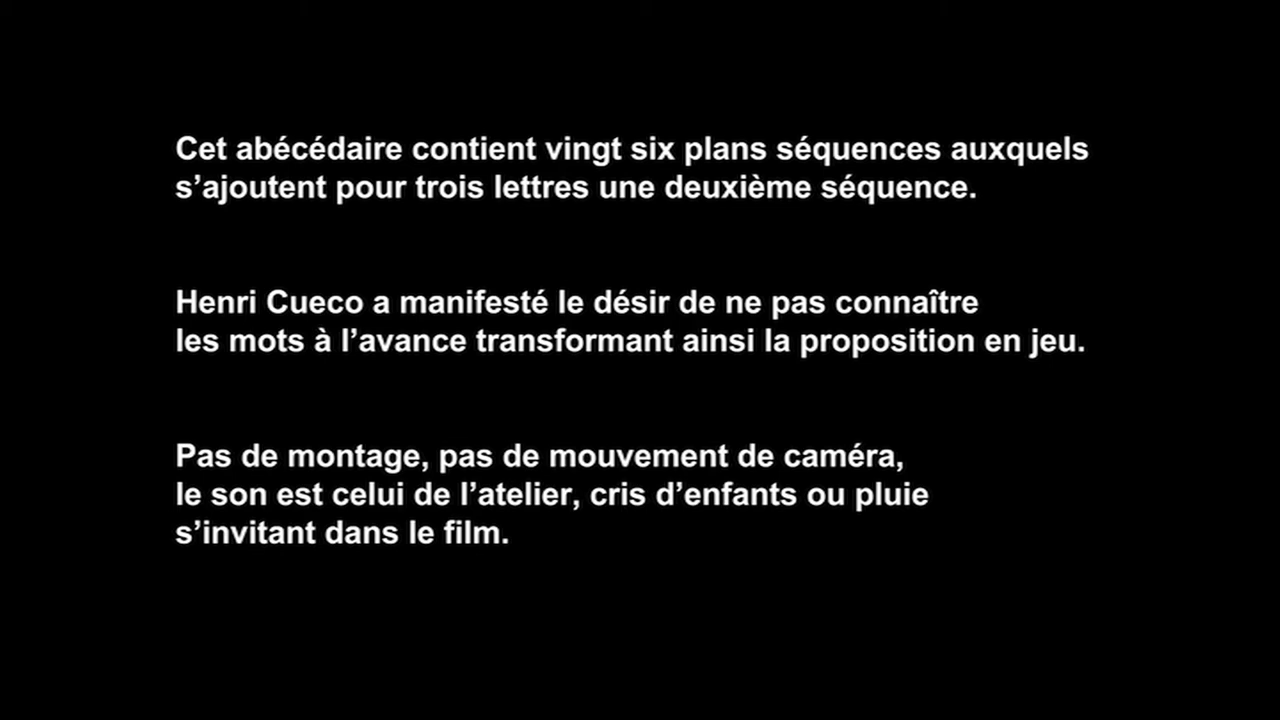 Cet abécédaire contient vingt six plans séquences auxquels
s’ajoutent pour trois lettres une deuxième séquence.
Henri Cueco a manifesté le désir de ne pas connaître
les mots à l’avance transformant ainsi la proposition en jeu.
Pas de montage, pas de mouvement de caméra,
le son est celui de l’atelier, cris d’enfants ou pluie
s’invitant dans le film.